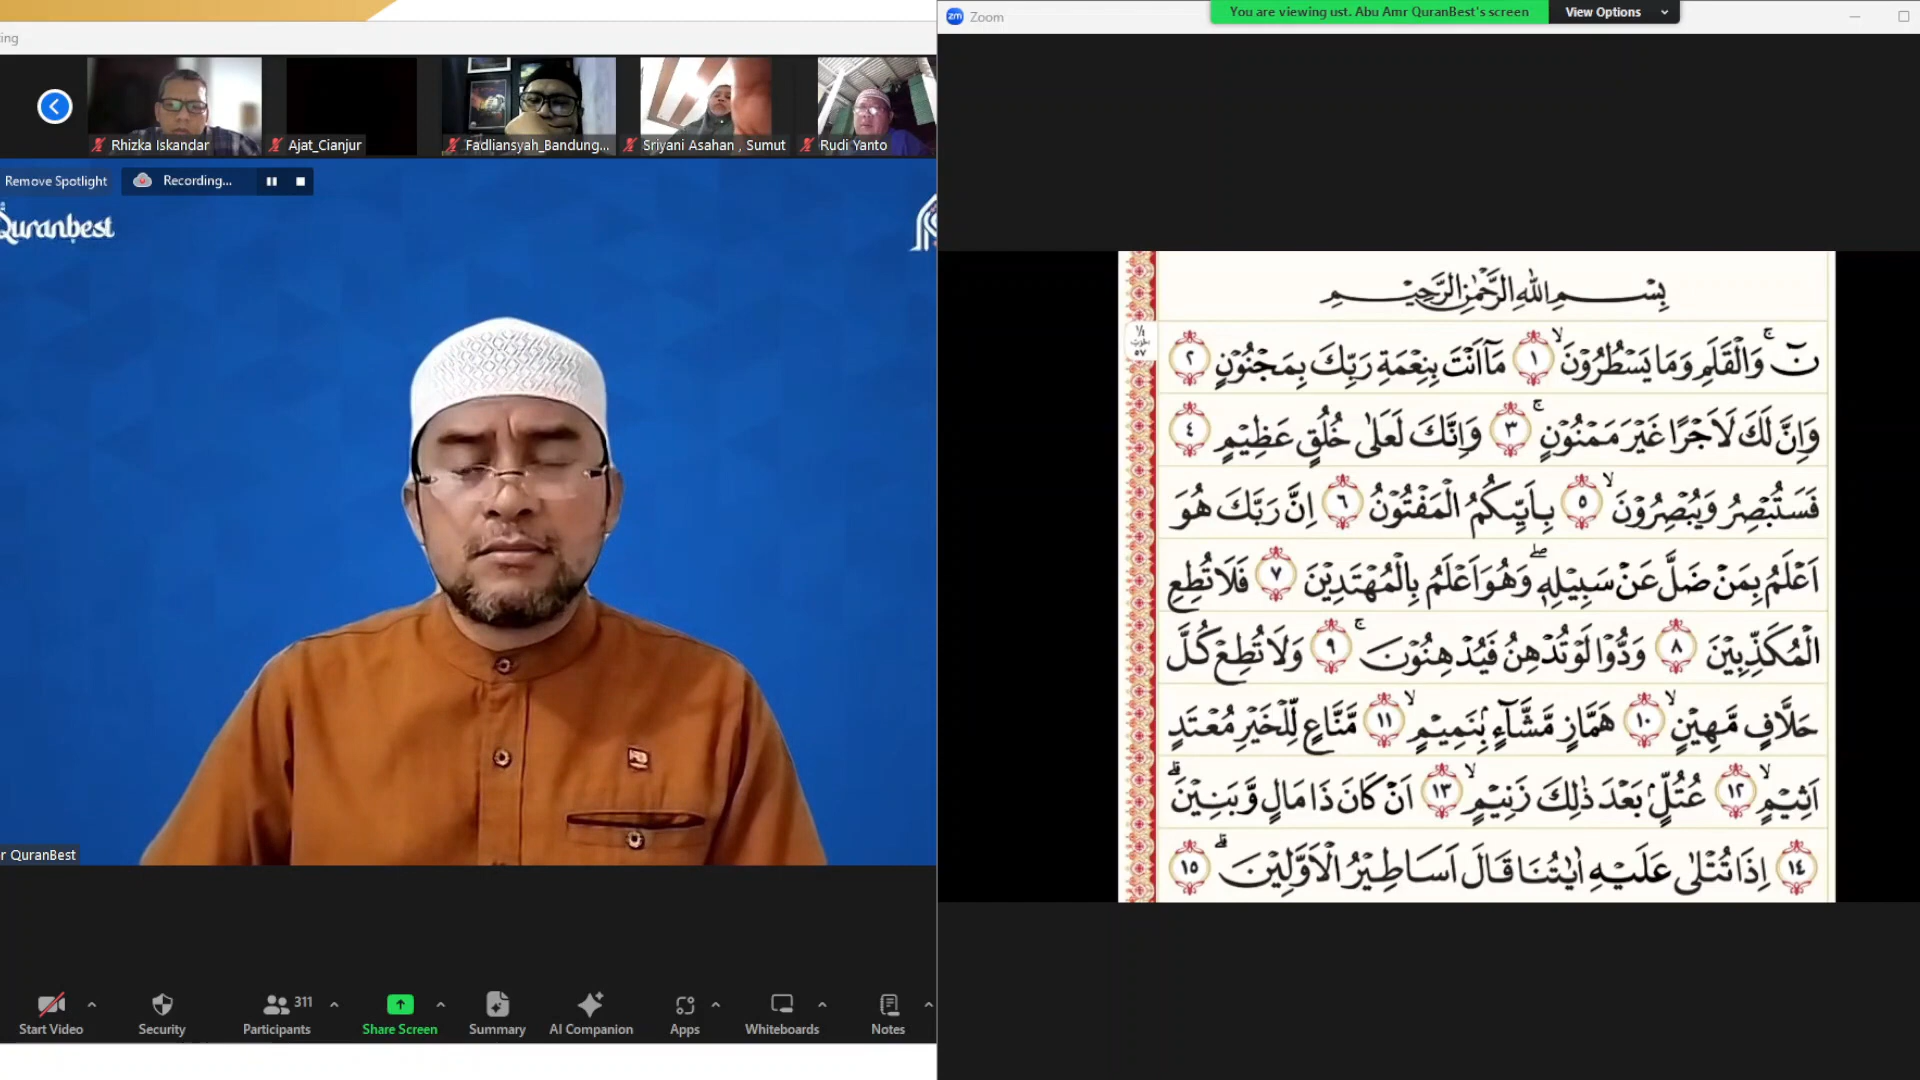 ing
Zoom
You are viewing ust. Abu Amr QuranBest's screen
View Options
Rhizka Iskandar
Ajat_Cianjur
Fadliansyah_Bandung...
Sriyani Asahan , Sumut
Rudi Yanto
Remove Spotlight
Recording...
Quranbest
r QuranBest
بِسْمِ اللهِ الرَّحْمٰنِ الرَّحِيْمِ
نۤ ۚ وَالْقَلَمِ وَمَا يَسْطُرُوْنَۙ ١ مَآ اَنْتَ بِنِعْمَةِ رَبِّكَ بِمَجْنُوْنٍ ٢
وَاِنَّ لَكَ لَاَجْرًا غَيْرَ مَمْنُوْنٍۚ ٣ وَاِنَّكَ لَعَلٰى خُلُقٍ عَظِيْمٍ ٤
فَسَتُبْصِرُ وَيُبْصِرُوْنَۙ ٥ بِاَيِّىكُمُ الْمَفْتُوْنُ ٦ اِنَّ رَبَّكَ هُوَ
اَعْلَمُ بِمَنْ ضَلَّ عَنْ سَبِيْلِهٖۖ وَهُوَ اَعْلَمُ بِالْمُهْتَدِيْنَ ٧ فَلَا تُطِعِ
الْمُكَذِّبِيْنَ ٨ وَدُّوْا لَوْ تُدْهِنُ فَيُدْهِنُوْنَۚ ٩ وَلَا تُطِعْ كُلَّ
حَلَّافٍ مَّهِيْنٍۙ ١٠ هَمَّازٍ مَّشَّاۤءٍۢ بِنَمِيْمٍۙ ١١ مَّنَّاعٍ لِّلْخَيْرِ مُعْتَدٍ
اَثِيْمٍۙ ١٢ عُتُلٍّۢ بَعْدَ ذٰلِكَ زَنِيْمٍۙ ١٣ اَنْ كَانَ ذَا مَالٍ وَّبَنِيْنَۗ
١٤ اِذَا تُتْلٰى عَلَيْهِ اٰيٰتُنَا قَالَ اَسَاطِيْرُ الْاَوَّلِيْنَۗ ١٥
Start Video
Security
Participants 311
Share Screen
Summary
AI Companion
Apps
Whiteboards
Notes